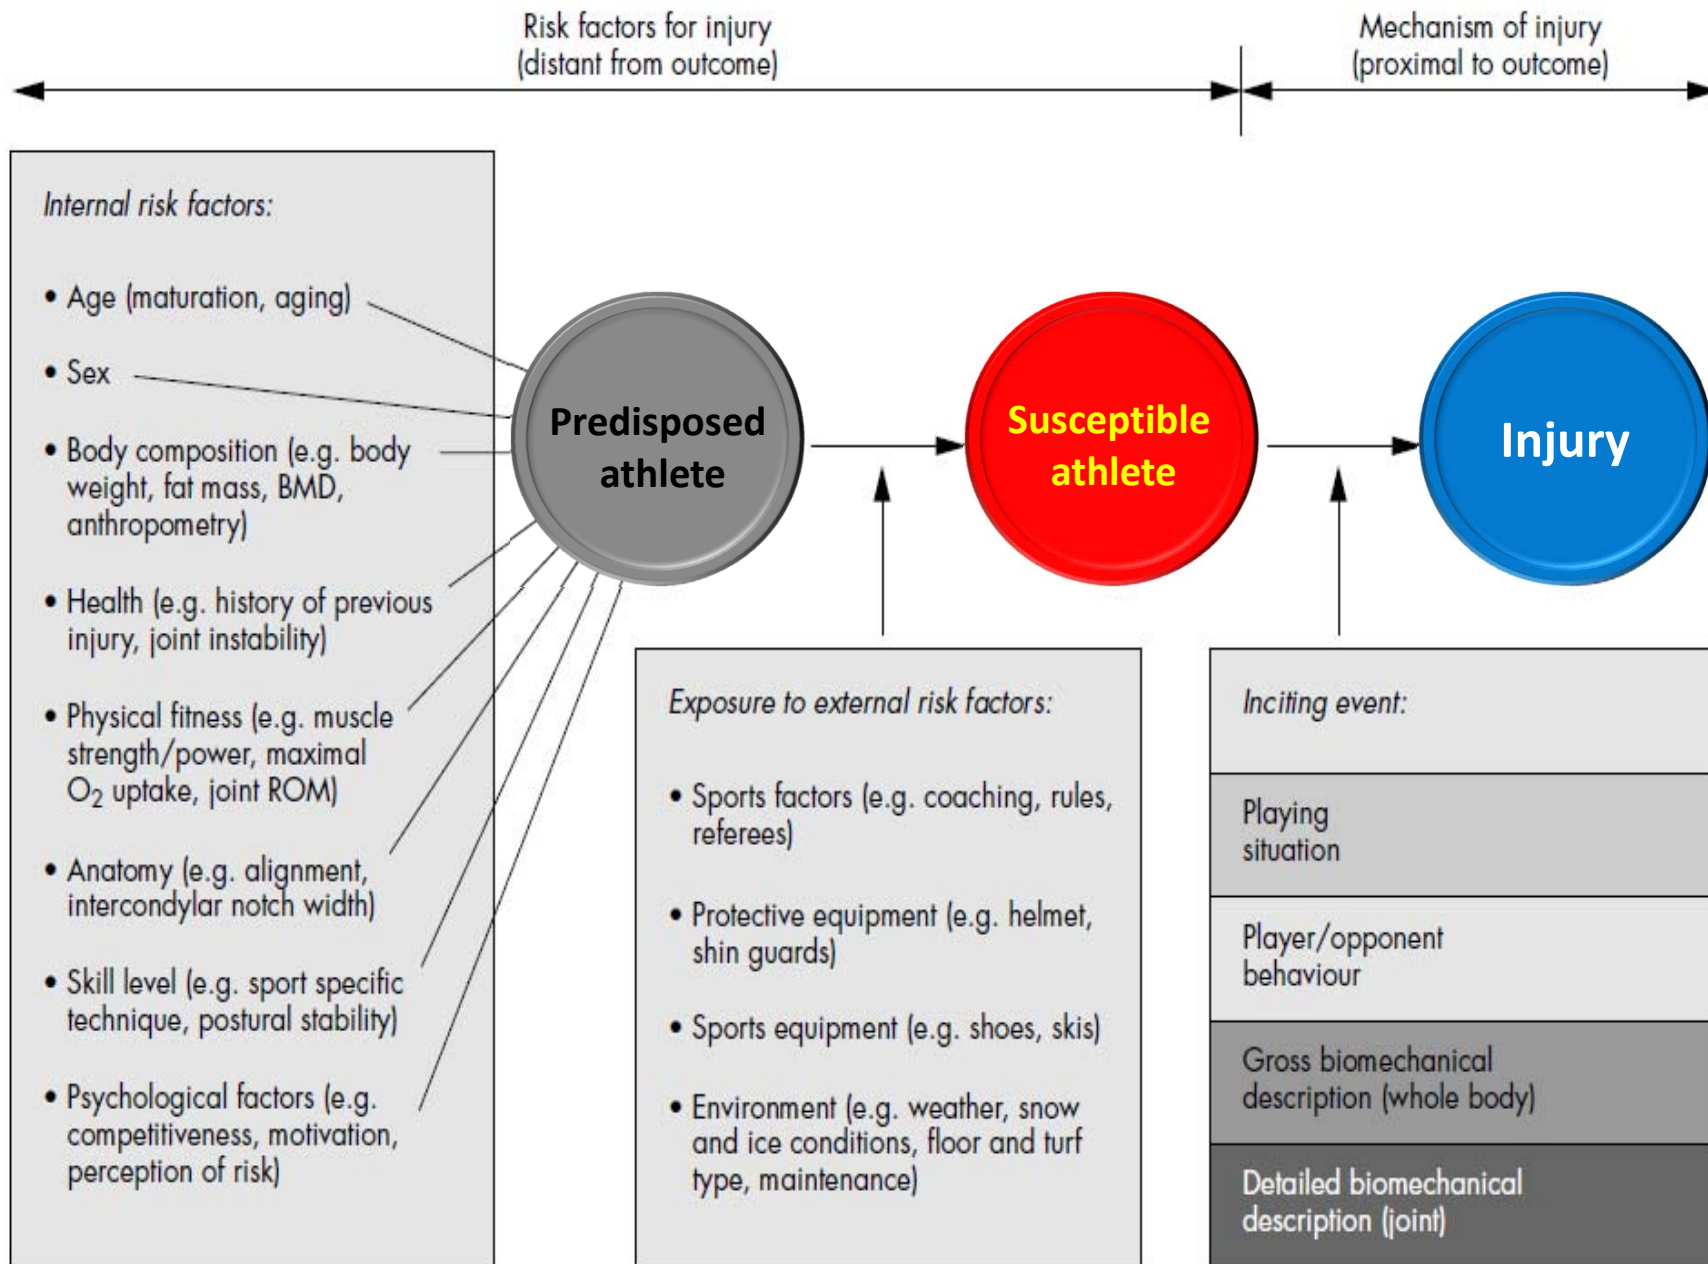 Risk factors for injury
(distant from outcome)
Mechanism of injury
(proximal to outcome)
Internal risk factors:
• Age (maturation, aging)
• Sex
• Body composition (e.g. body
weight, fat mass, BMD,
anthropometry)
• Health (e.g. history of previous
injury, joint instability)
• Physical fitness (e.g. muscle
strength/power, maximal
O₂ uptake, joint ROM)
• Anatomy (e.g. alignment,
intercondylar notch width)
• Skill level (e.g. sport specific
technique, postural stability)
• Psychological factors (e.g.
competitiveness, motivation,
perception of risk)
Predisposed
athlete
Susceptible
athlete
Injury
Exposure to external risk factors:
• Sports factors (e.g. coaching, rules,
referees)
• Protective equipment (e.g. helmet,
shin guards)
• Sports equipment (e.g. shoes, skis)
• Environment (e.g. weather, snow
and ice conditions, floor and turf
type, maintenance)
Inciting event:
Playing
situation
Player/opponent
behaviour
Gross biomechanical
description (whole body)
Detailed biomechanical
description (joint)